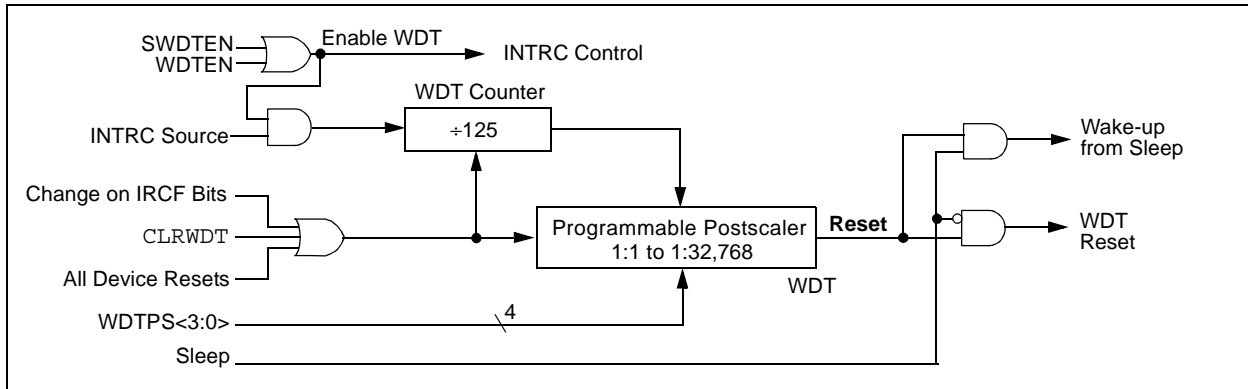 SWDTEN
WDTEN
Enable WDT
INTRC Control
WDT Counter
÷125
INTRC Source
Wake-up
from Sleep
Change on IRCF Bits
CLRWDT
All Device Resets
Programmable Postscaler
1:1 to 1:32,768
Reset
WDT
Reset
WDT
WDTPS<3:0>
4
Sleep